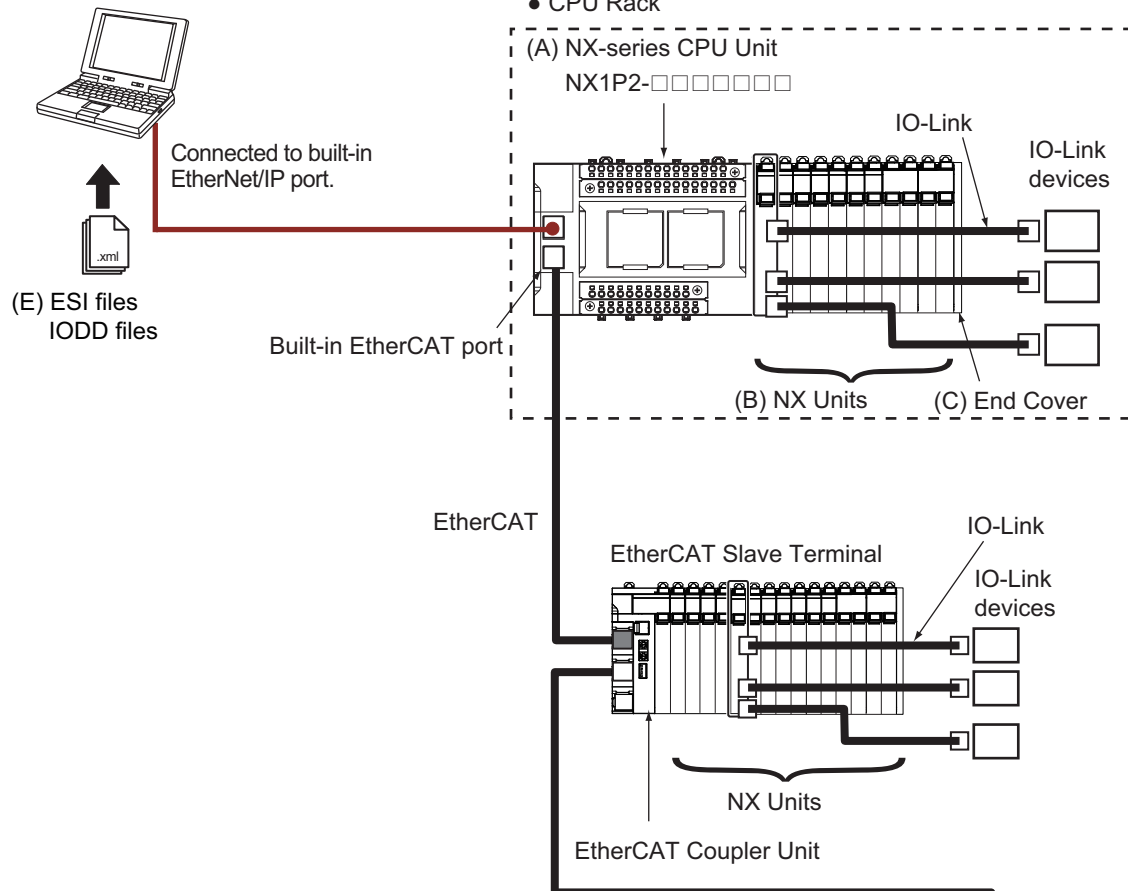 ● CPU Rack
(A) NX-series CPU Unit
NX1P2-□□□□□□□
IO-Link
IO-Link
devices
Connected to built-in
EtherNet/IP port.
.xml
(E) ESI files
IODD files
Built-in EtherCAT port
(B) NX Units
(C) End Cover
EtherCAT
IO-Link
EtherCAT Slave Terminal
IO-Link
devices
NX Units
EtherCAT Coupler Unit